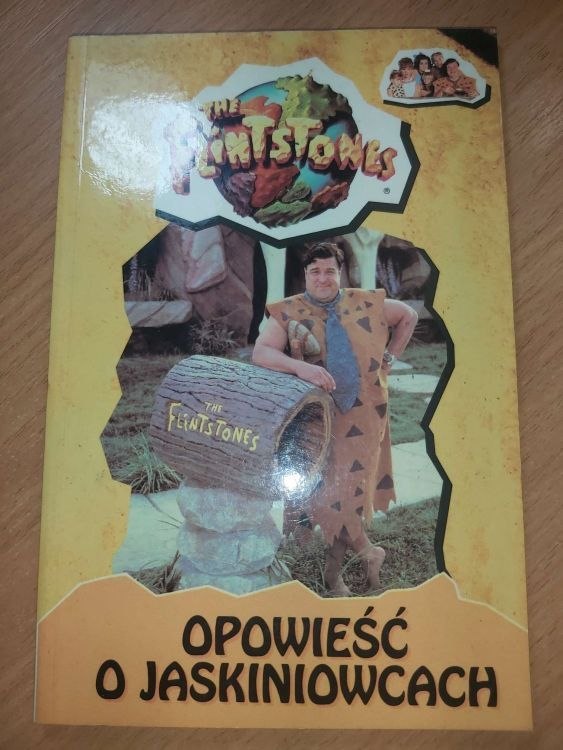 THE
FLINTSTONES
®
THE
FLINTSTONES
OPOWIEŚĆ
O JASKINIOWCACH